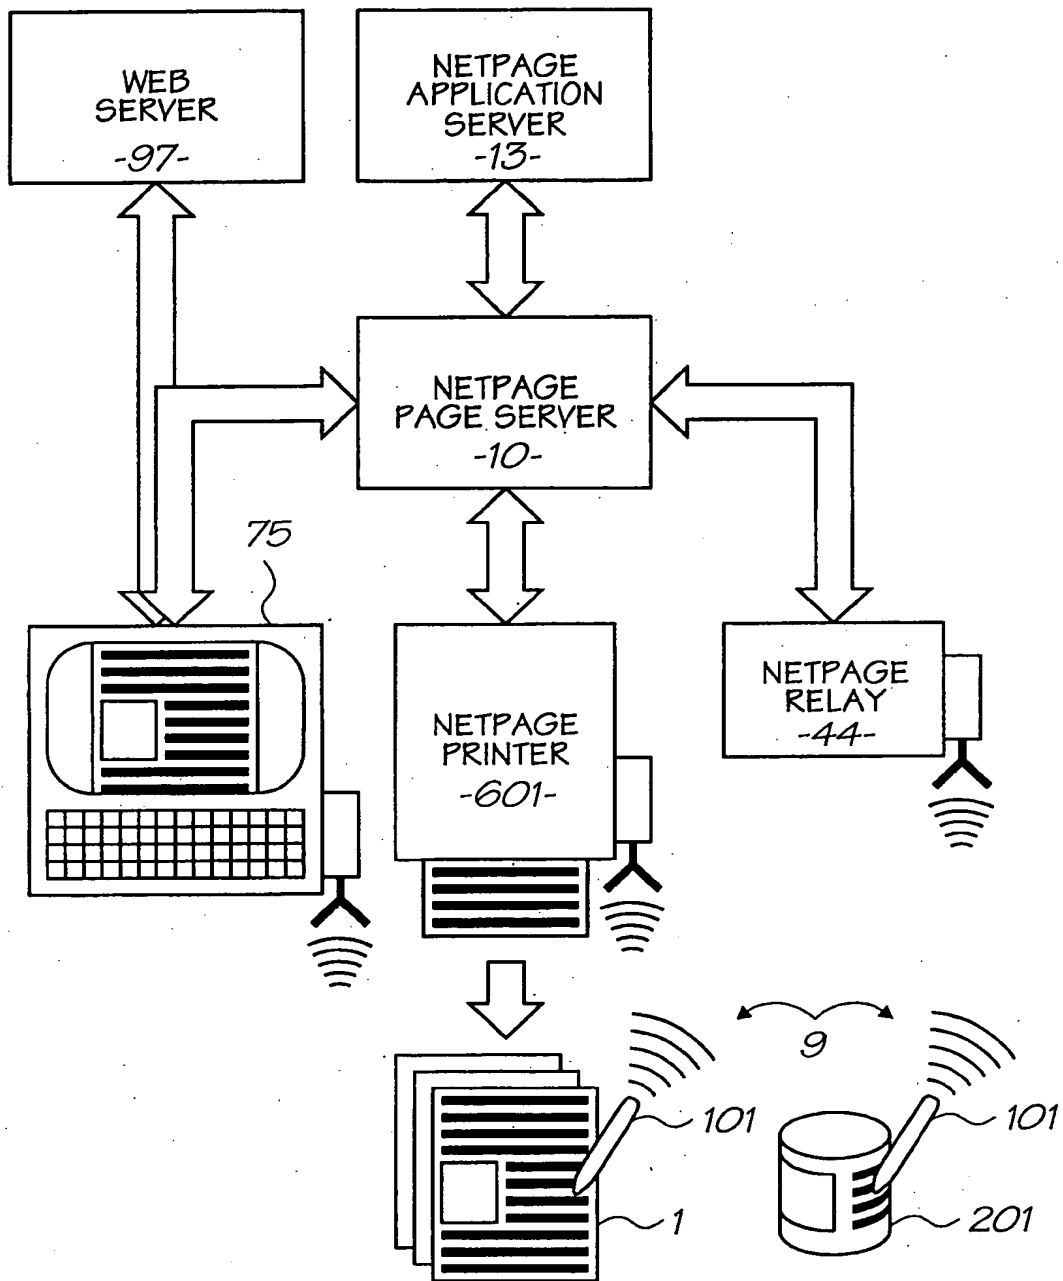 WEB
SERVER
-97-
NETPAGE
APPLICATION
SERVER
-13-
NETPAGE
PAGE SERVER
-10-
75
NETPAGE
PRINTER
-601-
NETPAGE
RELAY
-44-
9
101
101
1
201